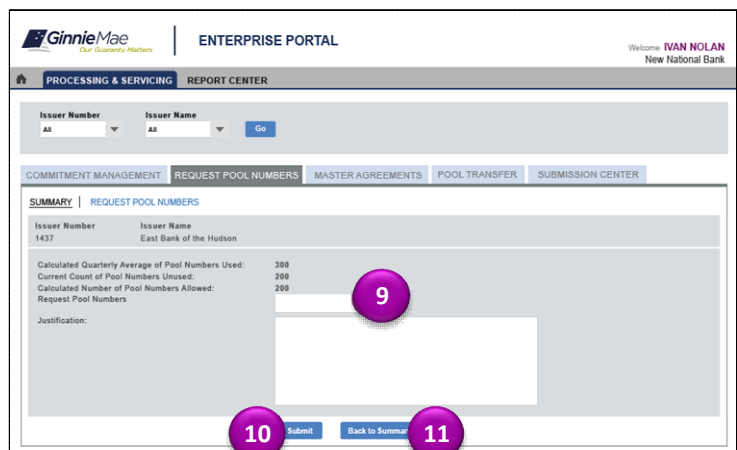 GinnieMae
Our Guaranty Matters
ENTERPRISE PORTAL
Welcome IVAN NOLAN
New National Bank
PROCESSING & SERVICING REPORT CENTER
Issuer Number Issuer Name
All All Go
COMMITMENT MANAGEMENT REQUEST POOL NUMBERS MASTER AGREEMENTS POOL TRANSFER SUBMISSION CENTER
SUMMARY | REQUEST POOL NUMBERS
Issuer Number Issuer Name
1437 East Bank of the Hudson
Calculated Quarterly Average of Pool Numbers Used: 300
Current Count of Pool Numbers Unused: 200
Calculated Number of Pool Numbers Allowed: 200
Request Pool Numbers 9
Justification:
10 Submit Back to Summar 11